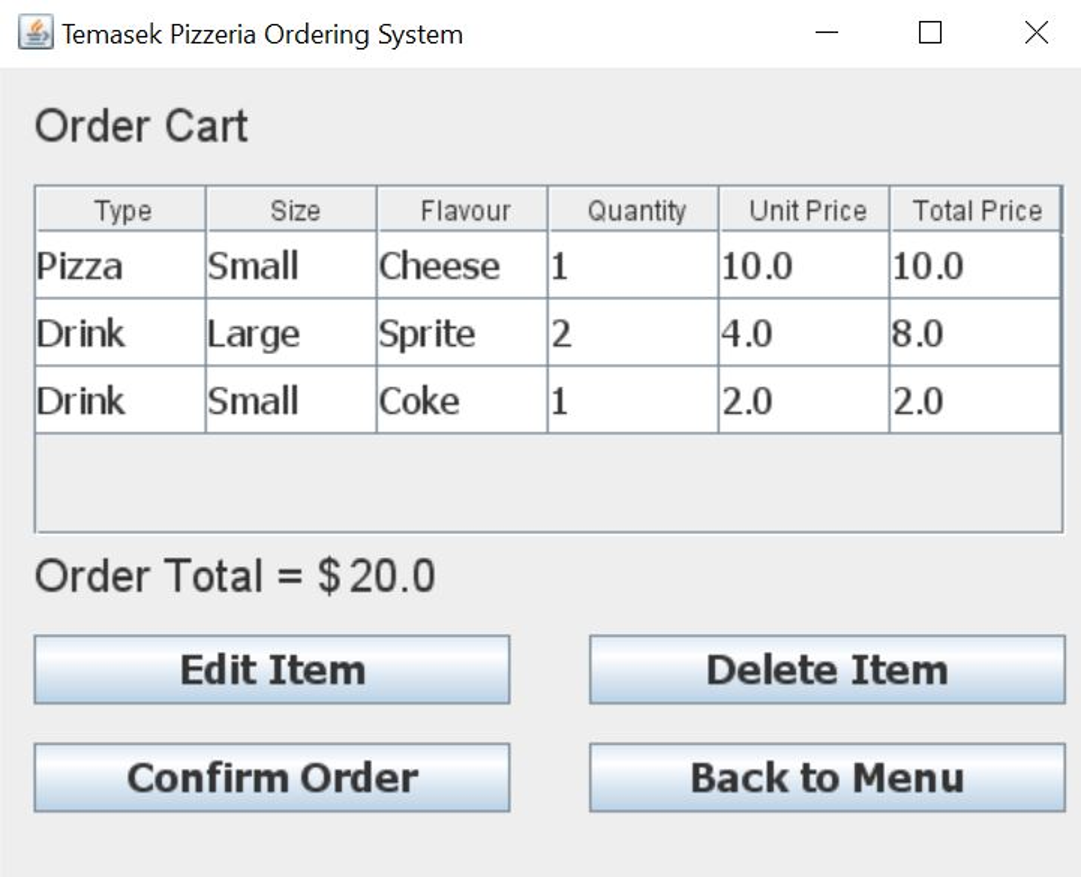 Temasek Pizzeria Ordering System
Order Cart
Type Size Flavour Quantity Unit Price Total Price
Pizza Small Cheese 1 10.0 10.0
Drink Large Sprite 2 4.0 8.0
Drink Small Coke 1 2.0 2.0
Order Total = $ 20.0
Edit Item Delete Item
Confirm Order Back to Menu